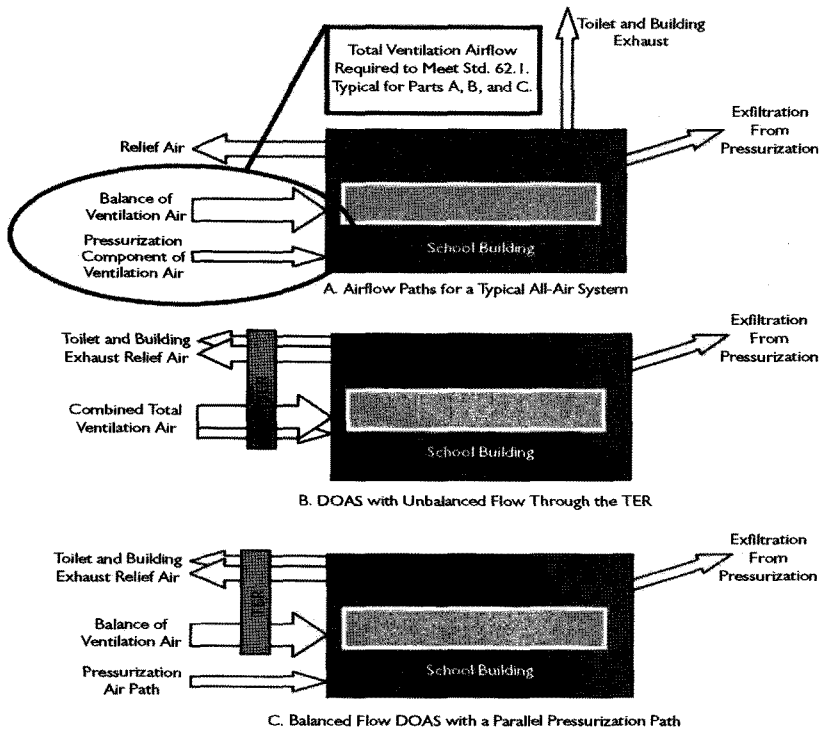 Toilet and Building
Exhaust
Total Ventilation Airflow
Required to Meet Std. 62.1.
Typical for Parts A, B, and C.
Exfiltration
From
Pressurization
Relief Air
Balance of
Ventilation Air
Pressurization
Component of
Ventilation Air
School Building
A. Airflow Paths for a Typical All-Air System
Toilet and Building
Exhaust Relief Air
Exfiltration
From
Pressurization
Combined Total
Ventilation Air
School Building
B. DOAS with Unbalanced Flow Through the TER
Toilet and Building
Exhaust Relief Air
TER
Exfiltration
From
Pressurization
Balance of
Ventilation Air
Pressurization
Air Path
School Building
C. Balanced Flow DOAS with a Parallel Pressurization Path